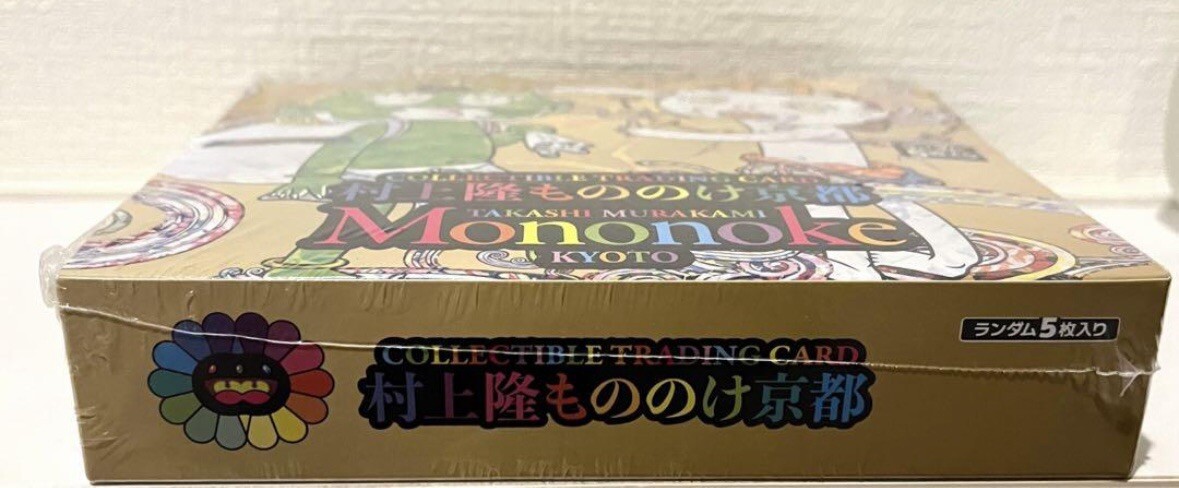 COLLECTIBLE TRADING CARD
村上隆もののけ京都
TAKASHI MURAKAMI
Mononoke
KYOTO
COLLECTIBLE TRADING CARD
村上隆もののけ京都
ランダム5枚入り